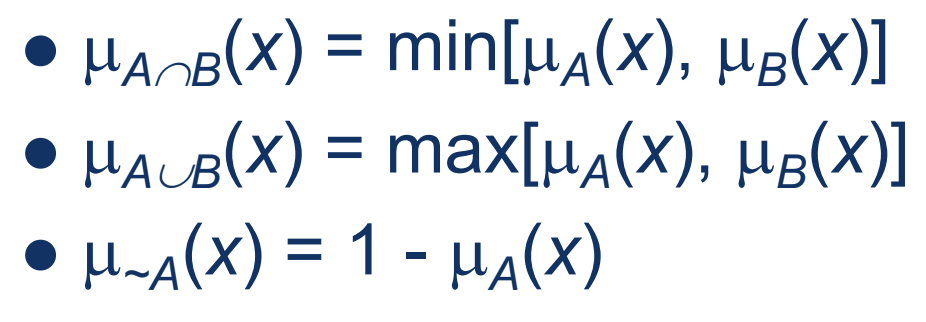 ● μA∩B(x) = min[μA(x), μB(x)]
● μA∪B(x) = max[μA(x), μB(x)]
● μ~A(x) = 1 - μA(x)